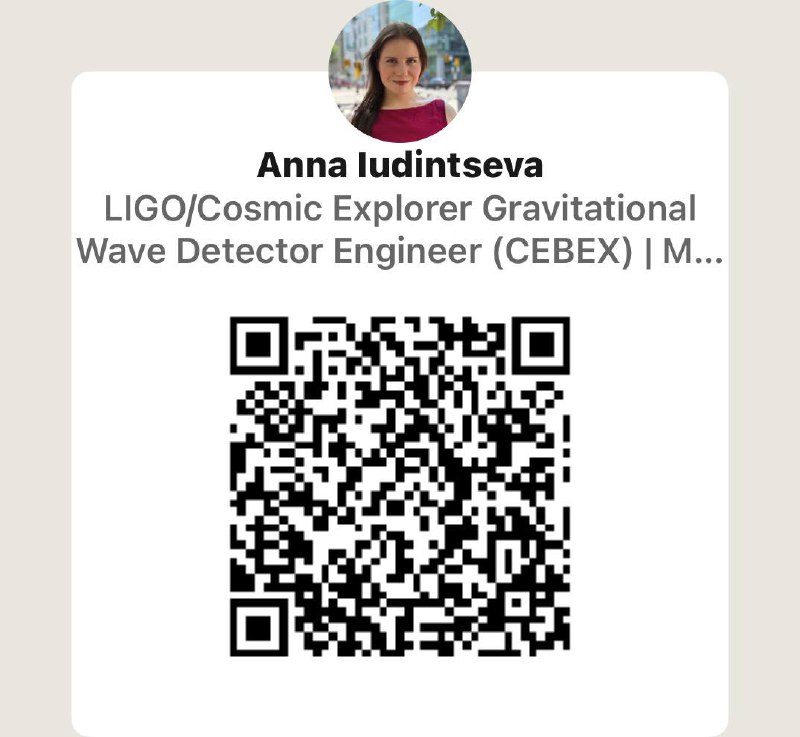 Anna Iudintseva
LIGO/Cosmic Explorer Gravitational
Wave Detector Engineer (CEBEX) | M...